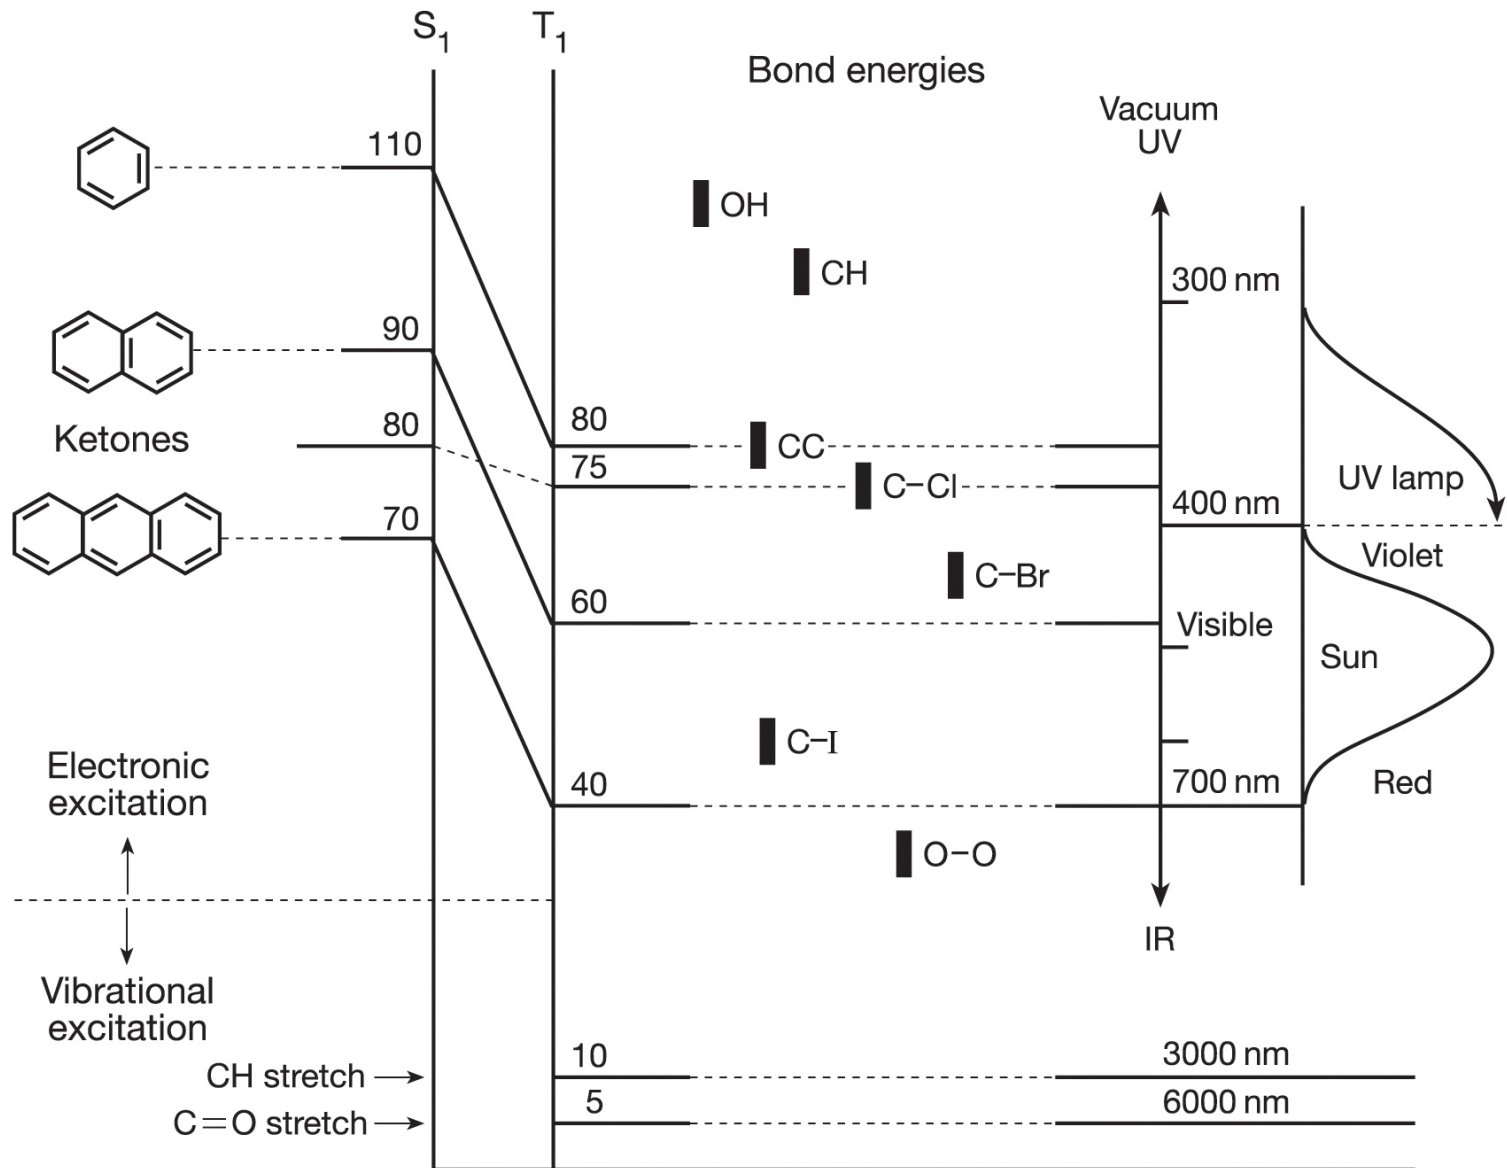 S₁
T₁
Bond energies
Vacuum
UV
110
OH
CH
300 nm
90
80
Ketones
80
CC
75
C–Cl
UV lamp
400 nm
70
Violet
C–Br
60
Visible
Sun
C–I
Electronic
excitation
40
700 nm
Red
O–O
IR
Vibrational
excitation
10
3000 nm
CH stretch
5
6000 nm
C=O stretch